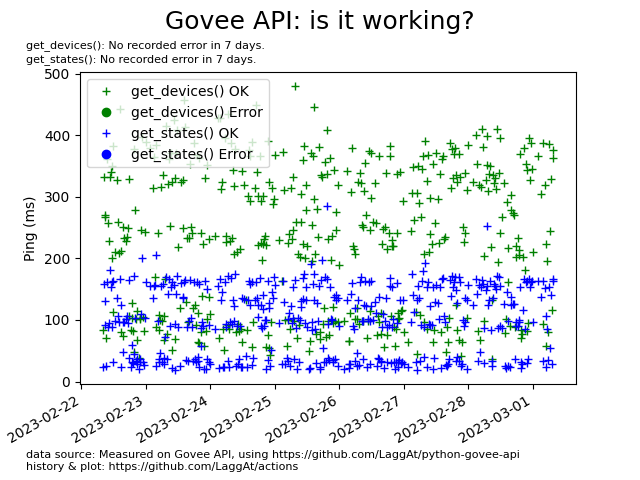 Govee API: is it working?
get_devices(): No recorded error in 7 days.
get_states(): No recorded error in 7 days.
500
400
300
200
100
0
Ping (ms)
get_devices() OK
get_devices() Error
get_states() OK
get_states() Error
2023-02-22
2023-02-23
2023-02-24
2023-02-25
2023-02-26
2023-02-27
2023-02-28
2023-03-01
data source: Measured on Govee API, using https://github.com/LaggAt/python-govee-api
history & plot: https://github.com/LaggAt/actions